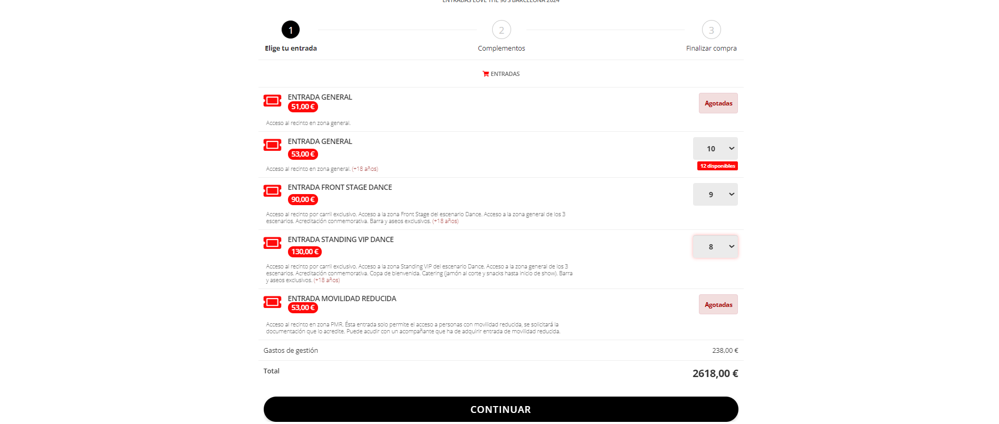 ENTRADAS LOVE THE 90'S BARCELONA 2024
1
2
3
Elige tu entrada
Complementos
Finalizar compra
ENTRADAS
ENTRADA GENERAL
51,00 €
Agotadas
Acceso al recinto en zona general.
ENTRADA GENERAL
53,00 €
10
12 disponibles
Acceso al recinto en zona general. (+18 años)
ENTRADA FRONT STAGE DANCE
90,00 €
9
Acceso al recinto por carril exclusivo. Acceso a la zona Front Stage del escenario Dance. Acceso a la zona general de los 3
escenarios. Acreditación conmemorativa. Barra y aseos exclusivos. (+18 años)
ENTRADA STANDING VIP DANCE
130,00 €
8
Acceso al recinto por carril exclusivo. Acceso a la zona Standing VIP del escenario Dance. Acceso a la zona general de los 3
escenarios. Acreditación conmemorativa. Copa de bienvenida. Catering (jamón al corte y snacks hasta inicio de show). Barra
y aseos exclusivos. (+18 años)
ENTRADA MOVILIDAD REDUCIDA
53,00 €
Agotadas
Acceso al recinto en zona PMR. Ésta entrada solo permite el acceso a personas con movilidad reducida, se solicitará la
documentación que lo acredite. Puede acudir con un acompañante que ha de adquirir entrada de movilidad reducida.
Gastos de gestión
238,00 €
Total
2618,00 €
CONTINUAR